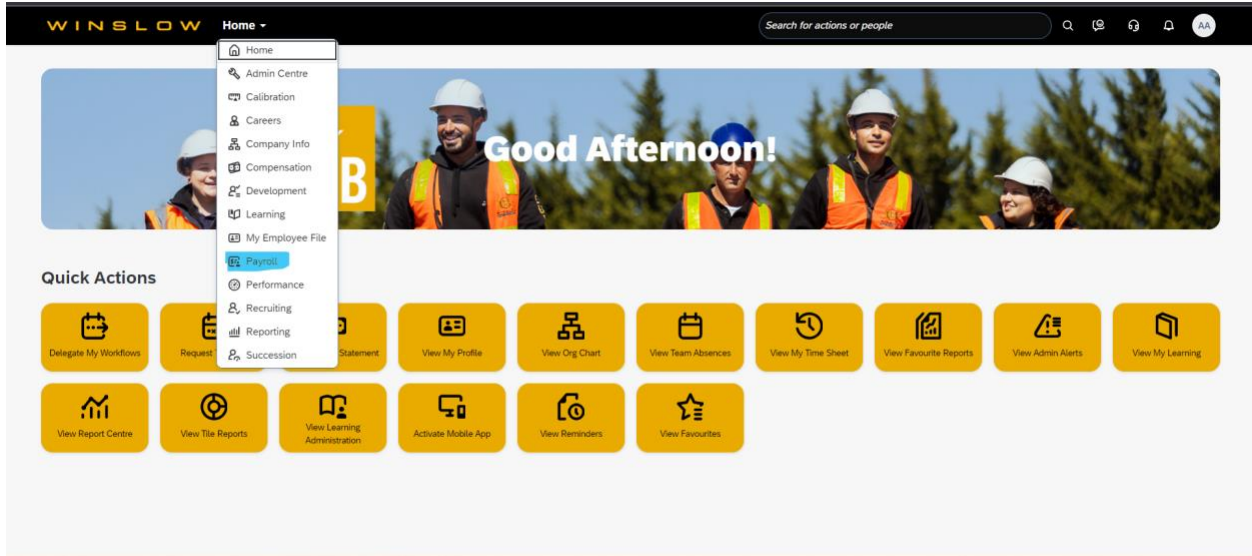 WINSLOW Home
Search for actions or people
AA
Home
Admin Centre
Calibration
Careers
Company Info
Compensation
Development
Learning
My Employee File
Payroll
Performance
Recruiting
Reporting
Succession
B
Good Afternoon!
Quick Actions
Delegate My Workflows
Request
Statement
View My Profile
View Org Chart
View Team Absences
View My Time Sheet
View Favourite Reports
View Admin Alerts
View My Learning
View Report Centre
View Tile Reports
View Learning
Administration
Activate Mobile App
View Reminders
View Favourites